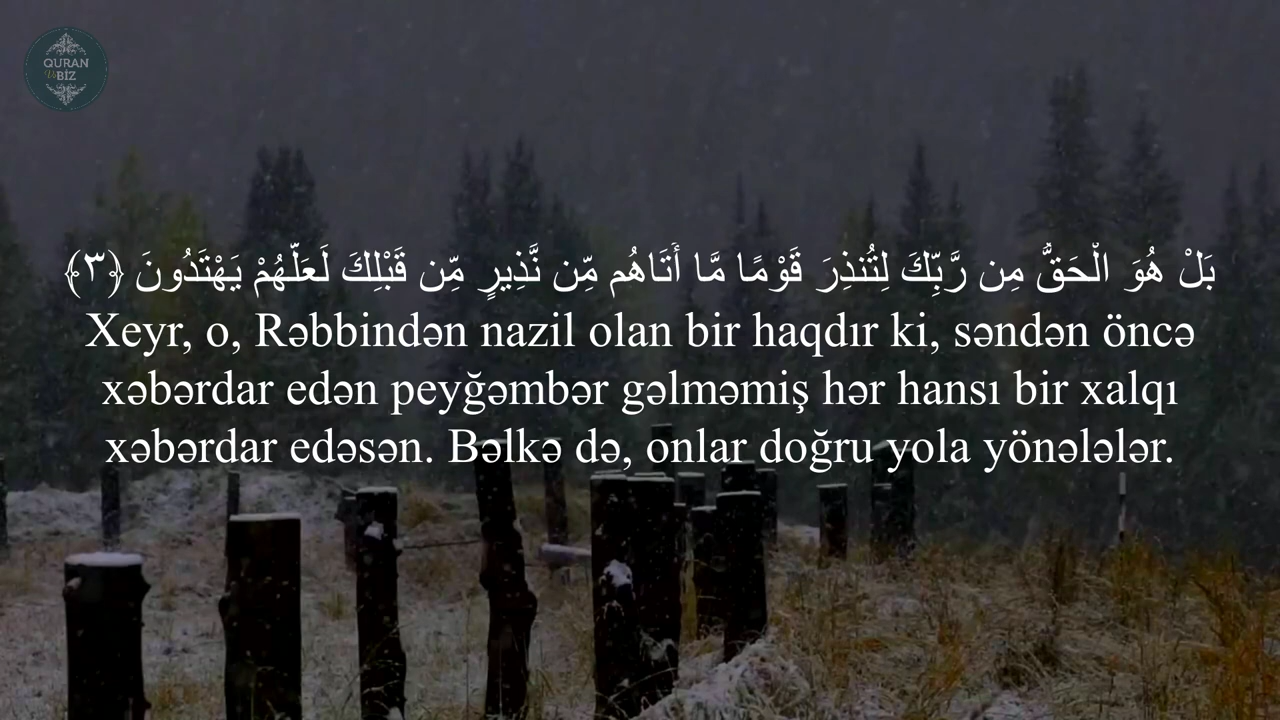 QURAN
Və BİZ
بَلْ هُوَ الْحَقُّ مِن رَّبِّكَ لِتُنذِرَ قَوْمًا مَّا أَتَاهُم مِّن نَّذِيرٍ مِّن قَبْلِكَ لَعَلَّهُمْ يَهْتَدُونَ ﴿٣﴾
Xeyr, o, Rəbbindən nazil olan bir haqdır ki, səndən öncə
xəbərdar edən peyğəmbər gəlməmiş hər hansı bir xalqı
xəbərdar edəsən. Bəlkə də, onlar doğru yola yönələlər.